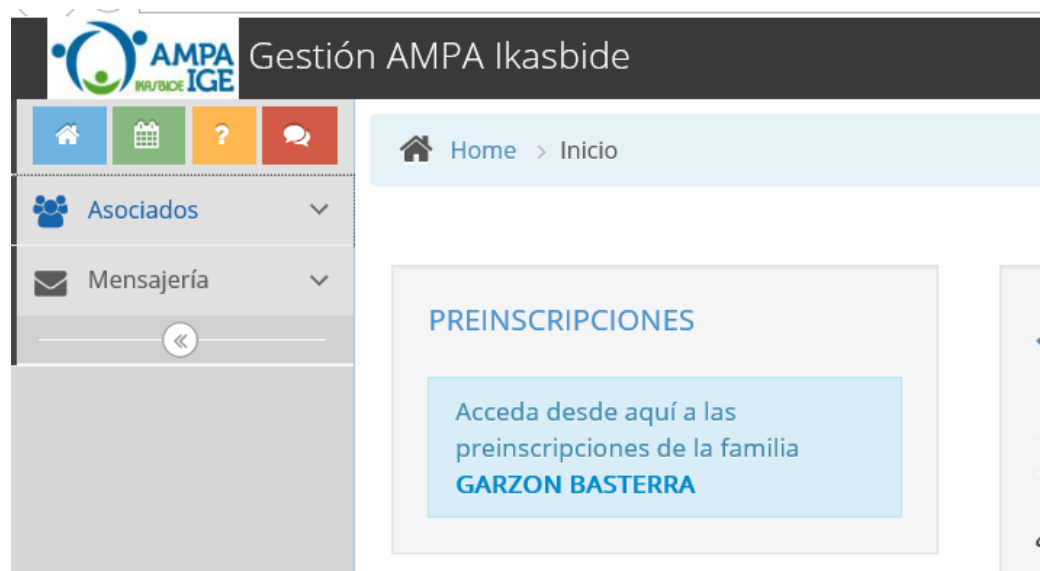 AMPA
IKASBIDE IGE
Gestión AMPA Ikasbide
?
Home > Inicio
Asociados
Mensajería
PREINSCRIPCIONES
Acceda desde aquí a las
preinscripciones de la familia
GARZON BASTERRA